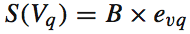 S(V_q) = B × e_{vq}